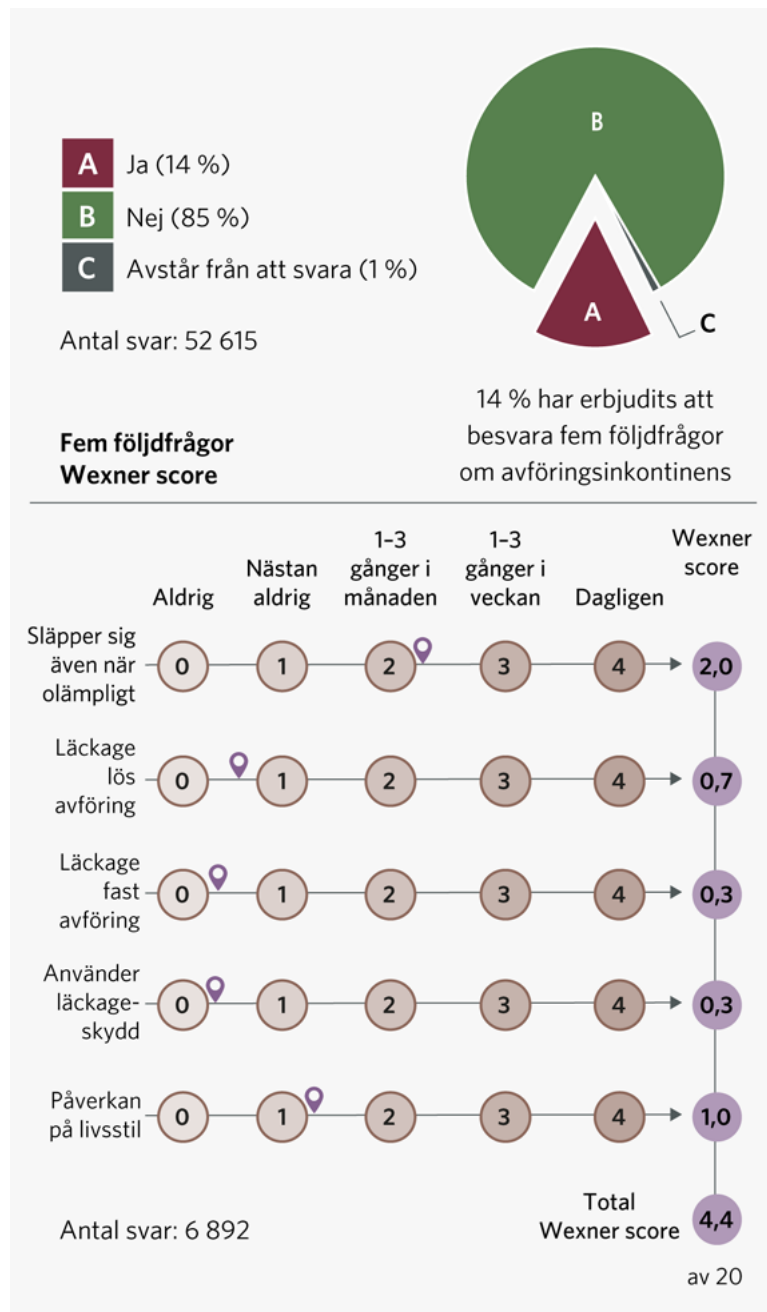 A Ja (14 %)
B Nej (85 %)
C Avstår från att svara (1 %)
Antal svar: 52 615
B
A
C
14 % har erbjudits att
besvara fem följdfrågor
om avföringsinkontinens
Fem följdfrågor
Wexner score
Aldrig
Nästan
aldrig
1–3
gånger i
månaden
1–3
gånger i
veckan
Dagligen
Wexner
score
Släpper sig
även när
olämpligt
0 1 2 3 4 2,0
Läckage
lös
avföring
0 1 2 3 4 0,7
Läckage
fast
avföring
0 1 2 3 4 0,3
Använder
läckage-
skydd
0 1 2 3 4 0,3
Påverkan
på livsstil
0 1 2 3 4 1,0
Antal svar: 6 892
Total
Wexner score
4,4
av 20